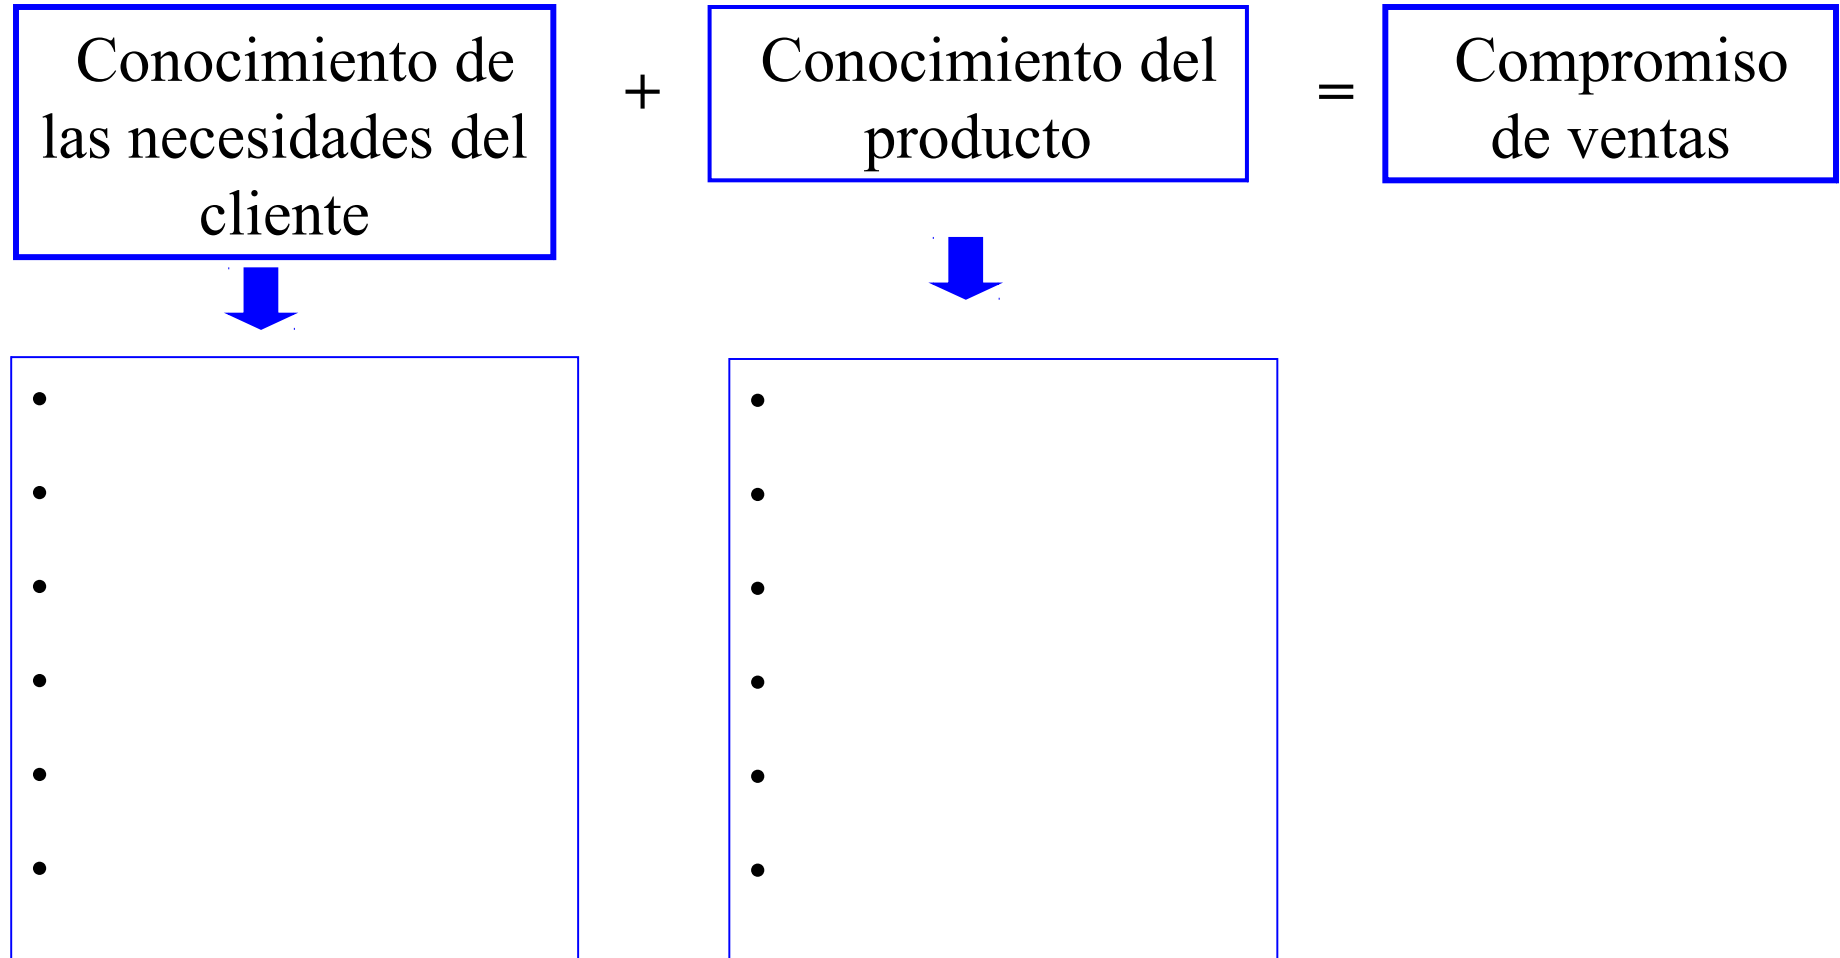 Conocimiento de
las necesidades del
cliente
+
Conocimiento del
producto
=
Compromiso
de ventas
•
•
•
•
•
•
•
•
•
•
•
•